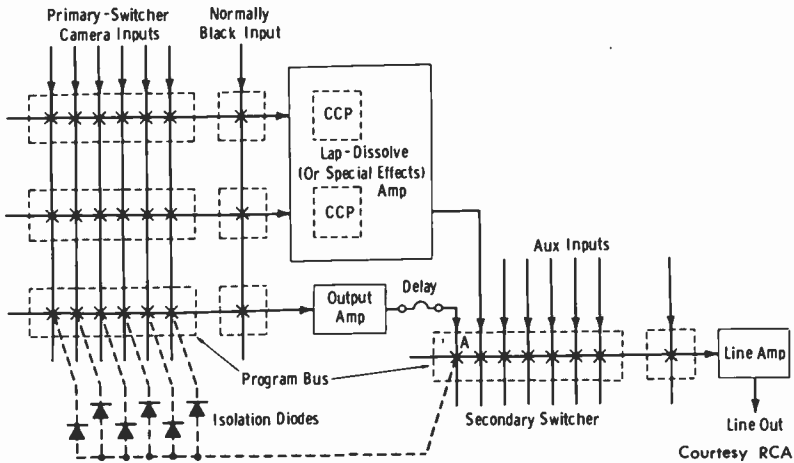 Primary-Switcher
Camera Inputs
Normally
Black Input
CCP
Lap-Dissolve
(Or Special Effects)
Amp
CCP
Aux Inputs
Delay
Output
Amp
A
Program Bus
Line Amp
Isolation Diodes
Secondary Switcher
Line Out
Courtesy RCA